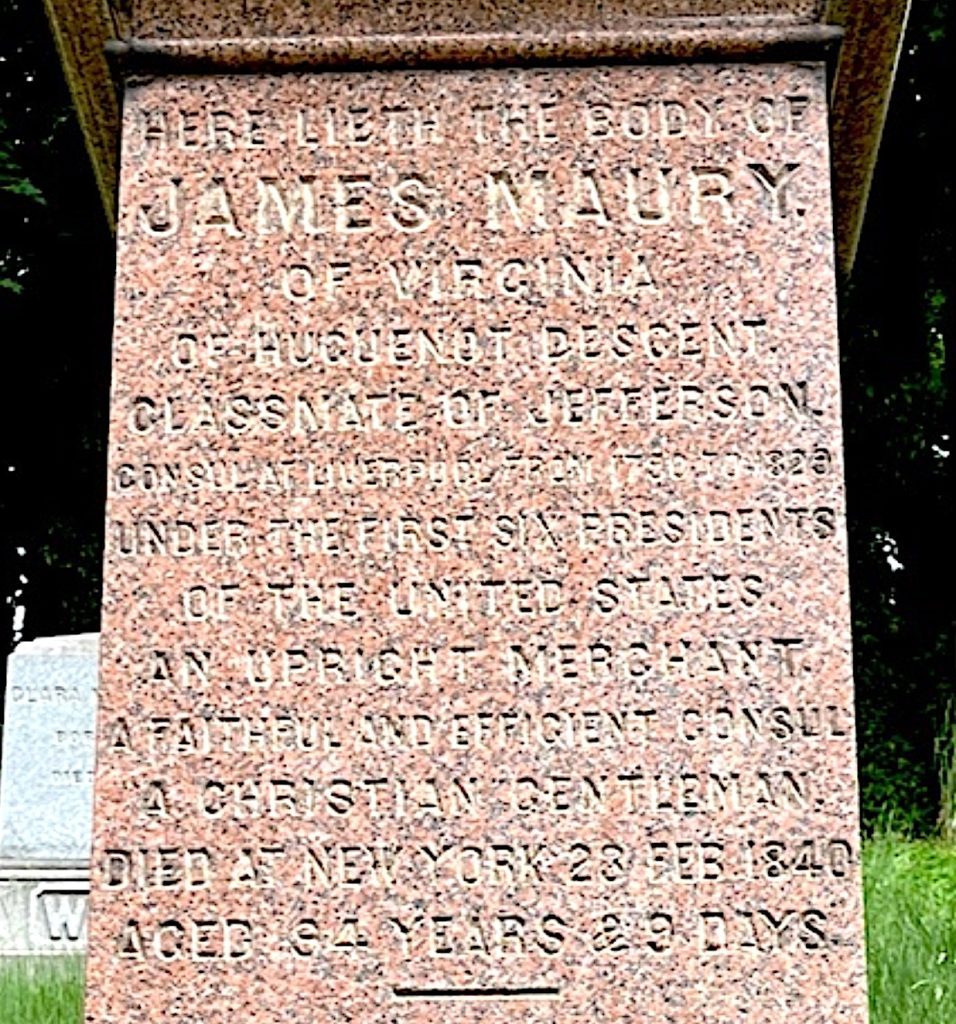 HERE LIETH THE BODY OF
JAMES MAURY.
OF VIRGINIA
OF HUGUENOT DESCENT.
CLASSMATE OF JEFFERSON.
CONSUL AT LIVERPOOL FROM 1790 TO 1829
UNDER THE FIRST SIX PRESIDENTS
OF THE UNITED STATES.
AN UPRIGHT MERCHANT.
A FAITHFUL AND EFFICIENT CONSUL
A CHRISTIAN GENTLEMAN.
DIED AT NEW YORK 23 FEB. 1840
AGED 94 YEARS & 9 DAYS.
CLARA
W